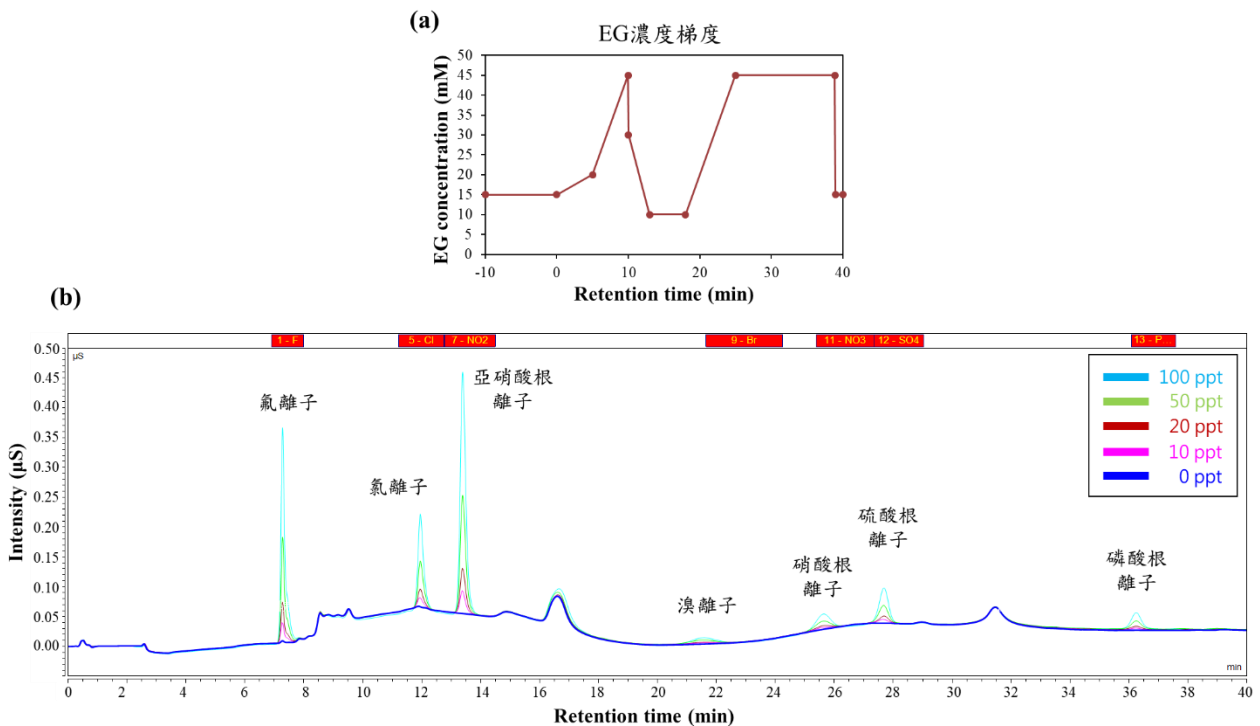 (a)
EG濃度梯度
EG concentration (mM)
50
45
40
35
30
25
20
15
10
5
0
-10
0
10
20
30
40
Retention time (min)
(b)
1 - F
5 - Cl
7 - NO2
9 - Br
11 - NO3
12 - SO4
13 - P...
µS
Intensity (µS)
0.50
0.45
0.40
0.35
0.30
0.25
0.20
0.15
0.10
0.05
0.00
氟離子
氯離子
亞硝酸根
離子
溴離子
硝酸根
離子
硫酸根
離子
磷酸根
離子
100 ppt
50 ppt
20 ppt
10 ppt
0 ppt
min
0
2
4
6
8
10
12
14
16
18
21
22
24
26
28
30
32
34
36
38
40
Retention time (min)